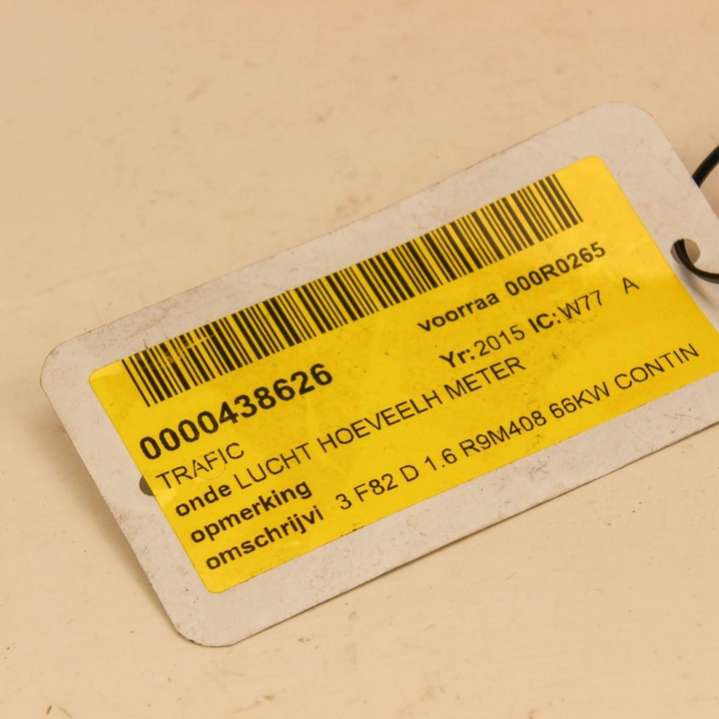 voorraa 000R0265
0000438626 Yr:2015 IC:W77 A
TRAFIC
onde LUCHT HOEVEELH METER
opmerking
omschrijvi 3 F82 D 1.6 R9M408 66KW CONTIN